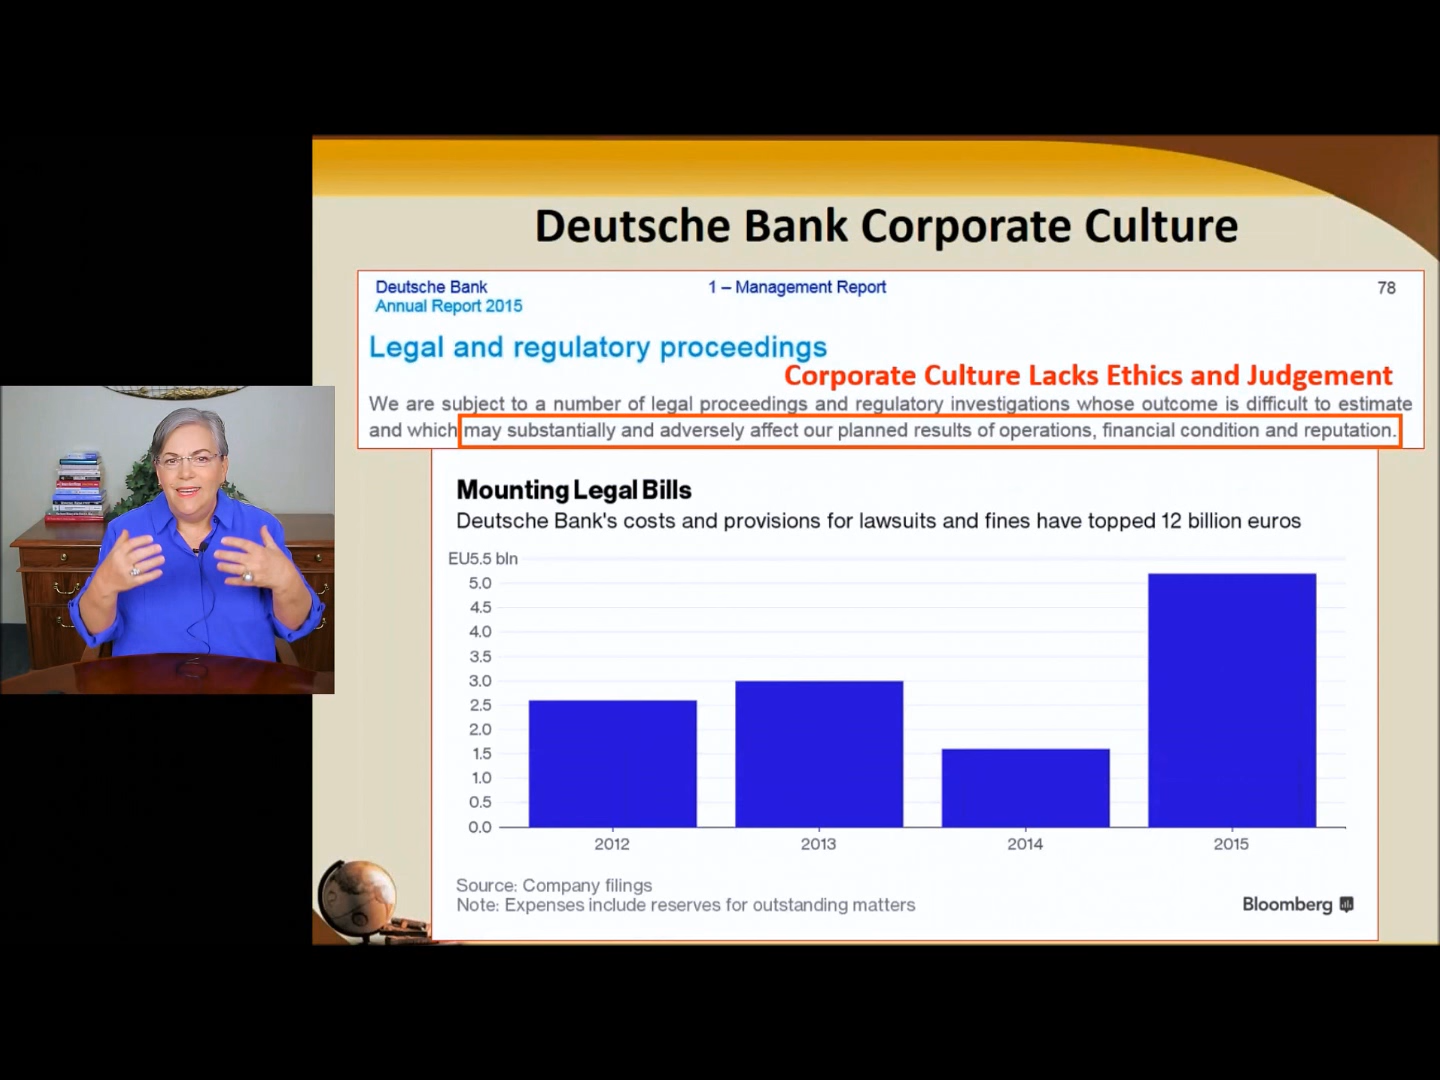 Deutsche Bank Corporate Culture
Deutsche Bank
1 – Management Report
78
Annual Report 2015
Legal and regulatory proceedings
Corporate Culture Lacks Ethics and Judgement
We are subject to a number of legal proceedings and regulatory investigations whose outcome is difficult to estimate
and which may substantially and adversely affect our planned results of operations, financial condition and reputation.
Mounting Legal Bills
Deutsche Bank's costs and provisions for lawsuits and fines have topped 12 billion euros
EU5.5 bln
5.0
4.5
4.0
3.5
3.0
2.5
2.0
1.5
1.0
0.5
0.0
2012 2013 2014 2015
Source: Company filings
Note: Expenses include reserves for outstanding matters
Bloomberg